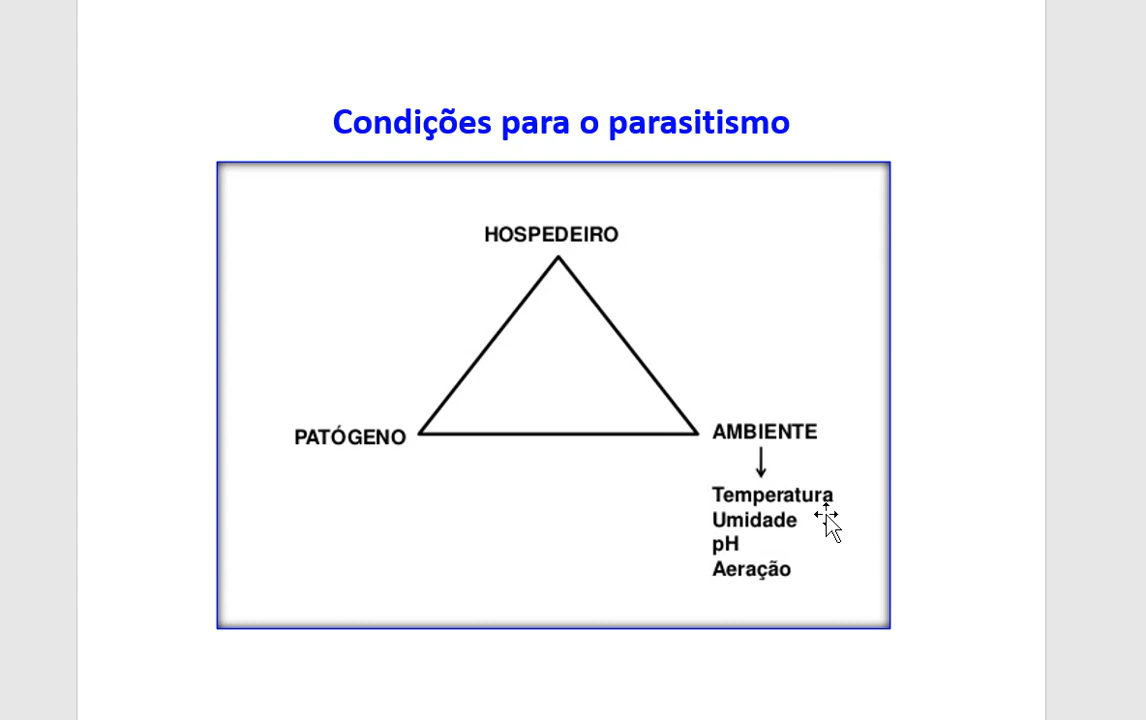 Condições para o parasitismo
HOSPEDEIRO
PATÓGENO
AMBIENTE
Temperatura
Umidade
pH
Aeração